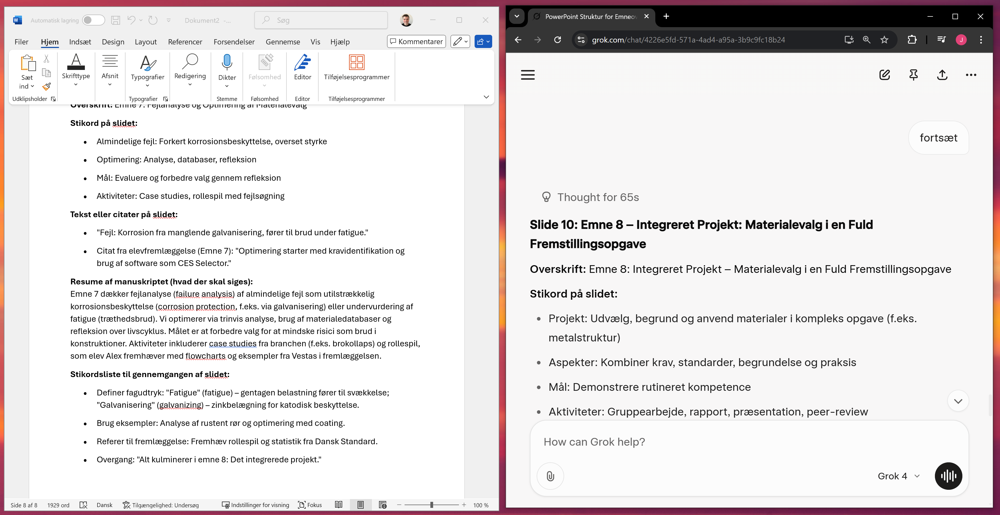 Automatisk lagring
Dokument2 -...
Søg
Filer Hjem Indsæt Design Layout Referencer Forsendelser Gennemse Vis Hjælp
Kommentarer
Sæt ind
Skrifttype
Afsnit
Typografier
Redigering
Dikter
Følsomhed
Editor
Tilføjelsesprogrammer
Udklipsholder
Typografier
Stemme
Følsomhed
Editor
Tilføjelsesprogrammer
Overskrift: Emne 7: Fejlanalyse og Optimering af Materialevalg
Stikord på slidet:
• Almindelige fejl: Forkert korrosionsbeskyttelse, overset styrke
• Optimering: Analyse, databaser, refleksion
• Mål: Evaluere og forbedre valg gennem refleksion
• Aktiviteter: Case studies, rollespil med fejlsøgning
Tekst eller citater på slidet:
• "Fejl: Korrosion fra manglende galvanisering, fører til brud under fatigue."
• Citat fra elevfremlæggelse (Emne 7): "Optimering starter med kravidentifikation og
brug af software som CES Selector."
Resume af manuskriptet (hvad der skal siges):
Emne 7 dækker fejlanalyse (failure analysis) af almindelige fejl som utilstrækkelig
korrosionsbeskyttelse (corrosion protection, f.eks. via galvanisering) eller undervurdering af
fatigue (træthedsbrud). Vi optimerer via trinvis analyse, brug af materialedatabaser og
refleksion over livscyklus. Målet er at forbedre valg for at mindske risici som brud i
konstruktioner. Aktiviteter inkluderer case studies fra branchen (f.eks. brokollaps) og rollespil,
som elev Alex fremhæver med flowcharts og eksempler fra Vestas i fremlæggelsen.
Stikordsliste til gennemgangen af slidet:
• Definer fagudtryk: "Fatigue" (fatigue) – gentagen belastning fører til svækkelse;
"Galvanisering" (galvanizing) – zinkbelægning for katodisk beskyttelse.
• Brug eksempler: Analyse af rustent rør og optimering med coating.
• Referer til fremlæggelse: Fremhæv rollespil og statistik fra Dansk Standard.
• Overgang: "Alt kulminerer i emne 8: Det integrerede projekt."
Side 8 af 8 1929 ord Dansk Tilgængelighed: Undersøg Indstillinger for visning Fokus 100 %
PowerPoint Struktur for Emneov
grok.com/chat/4226e5fd-571a-4ad4-a95a-3b9c9fc18b24
J
fortsæt
Thought for 65s
Slide 10: Emne 8 – Integreret Projekt: Materialevalg i en Fuld
Fremstillingsopgave
Overskrift: Emne 8: Integreret Projekt – Materialevalg i en Fuld Fremstillingsopgave
Stikord på slidet:
• Projekt: Udvælg, begrund og anvend materialer i kompleks opgave (f.eks.
metalstruktur)
• Aspekter: Kombiner krav, standarder, begrundelse og praksis
• Mål: Demonstrere rutineret kompetence
• Aktiviteter: Gruppearbejde, rapport, præsentation, peer-review
How can Grok help?
Grok 4